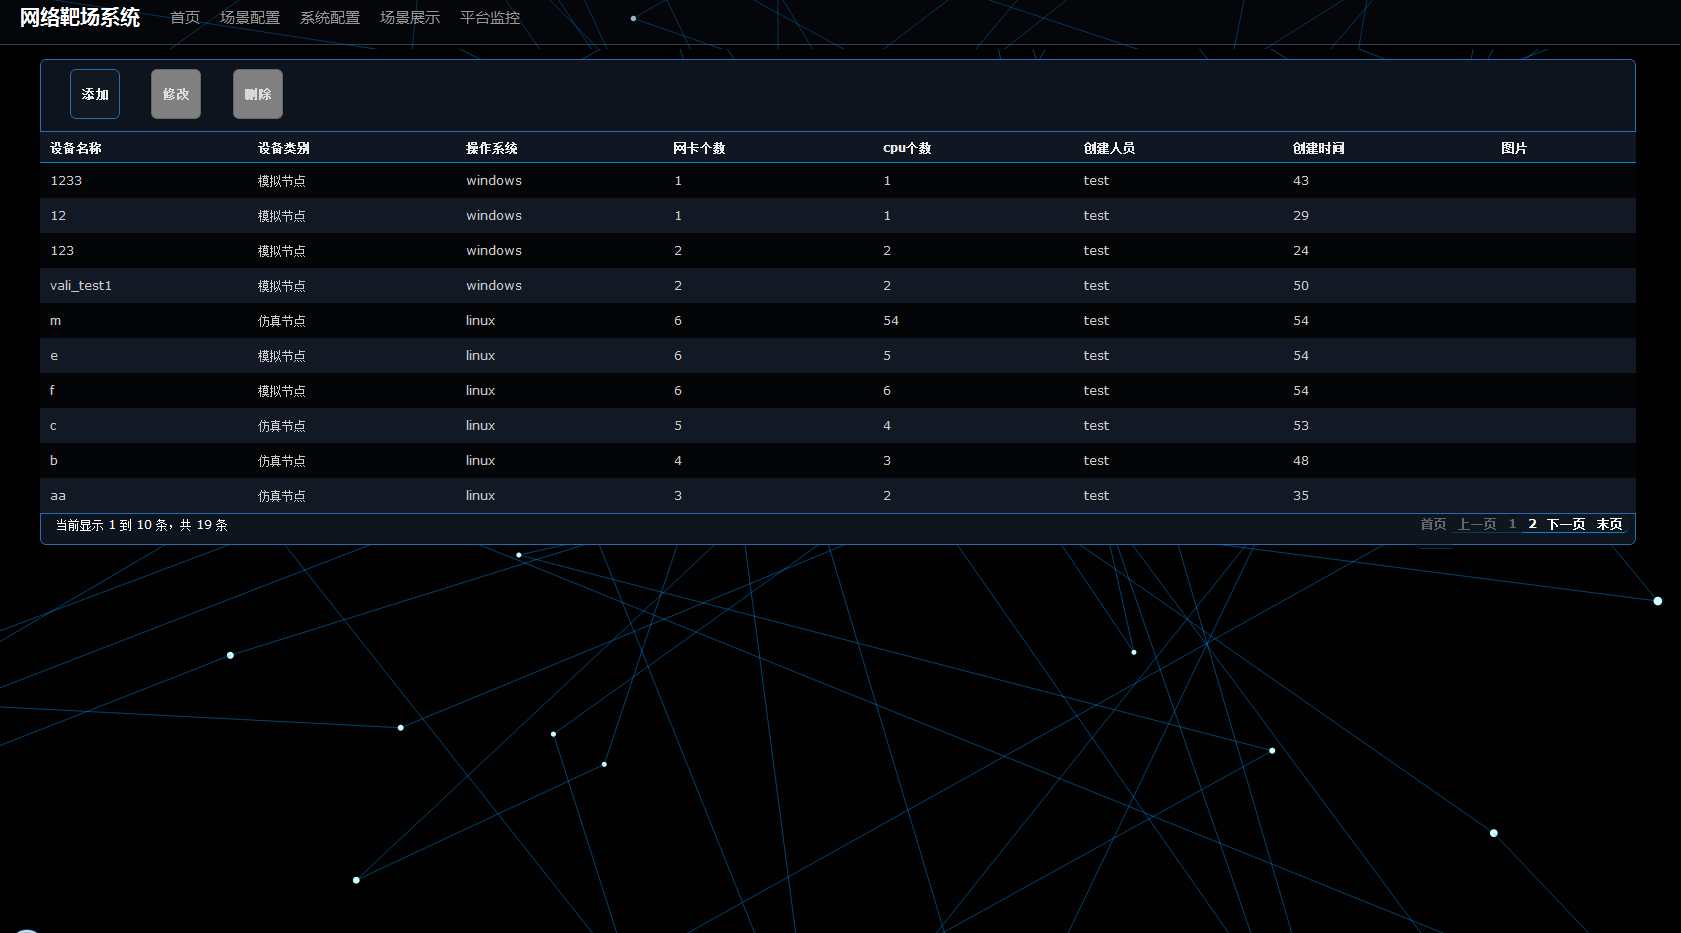 网络靶场系统 首页 场景配置 系统配置 场景展示 平台监控
添加 修改 删除
设备名称 设备类别 操作系统 网卡个数 cpu个数 创建人员 创建时间 图片
1233 模拟节点 windows 1 1 test 43
12 模拟节点 windows 1 1 test 29
123 模拟节点 windows 2 2 test 24
vali_test1 模拟节点 windows 2 2 test 50
m 仿真节点 linux 6 54 test 54
e 模拟节点 linux 6 5 test 54
f 模拟节点 linux 6 6 test 54
c 仿真节点 linux 5 4 test 53
b 仿真节点 linux 4 3 test 48
aa 仿真节点 linux 3 2 test 35
当前显示 1 到 10 条，共 19 条 首页 上一页 1 2 下一页 末页